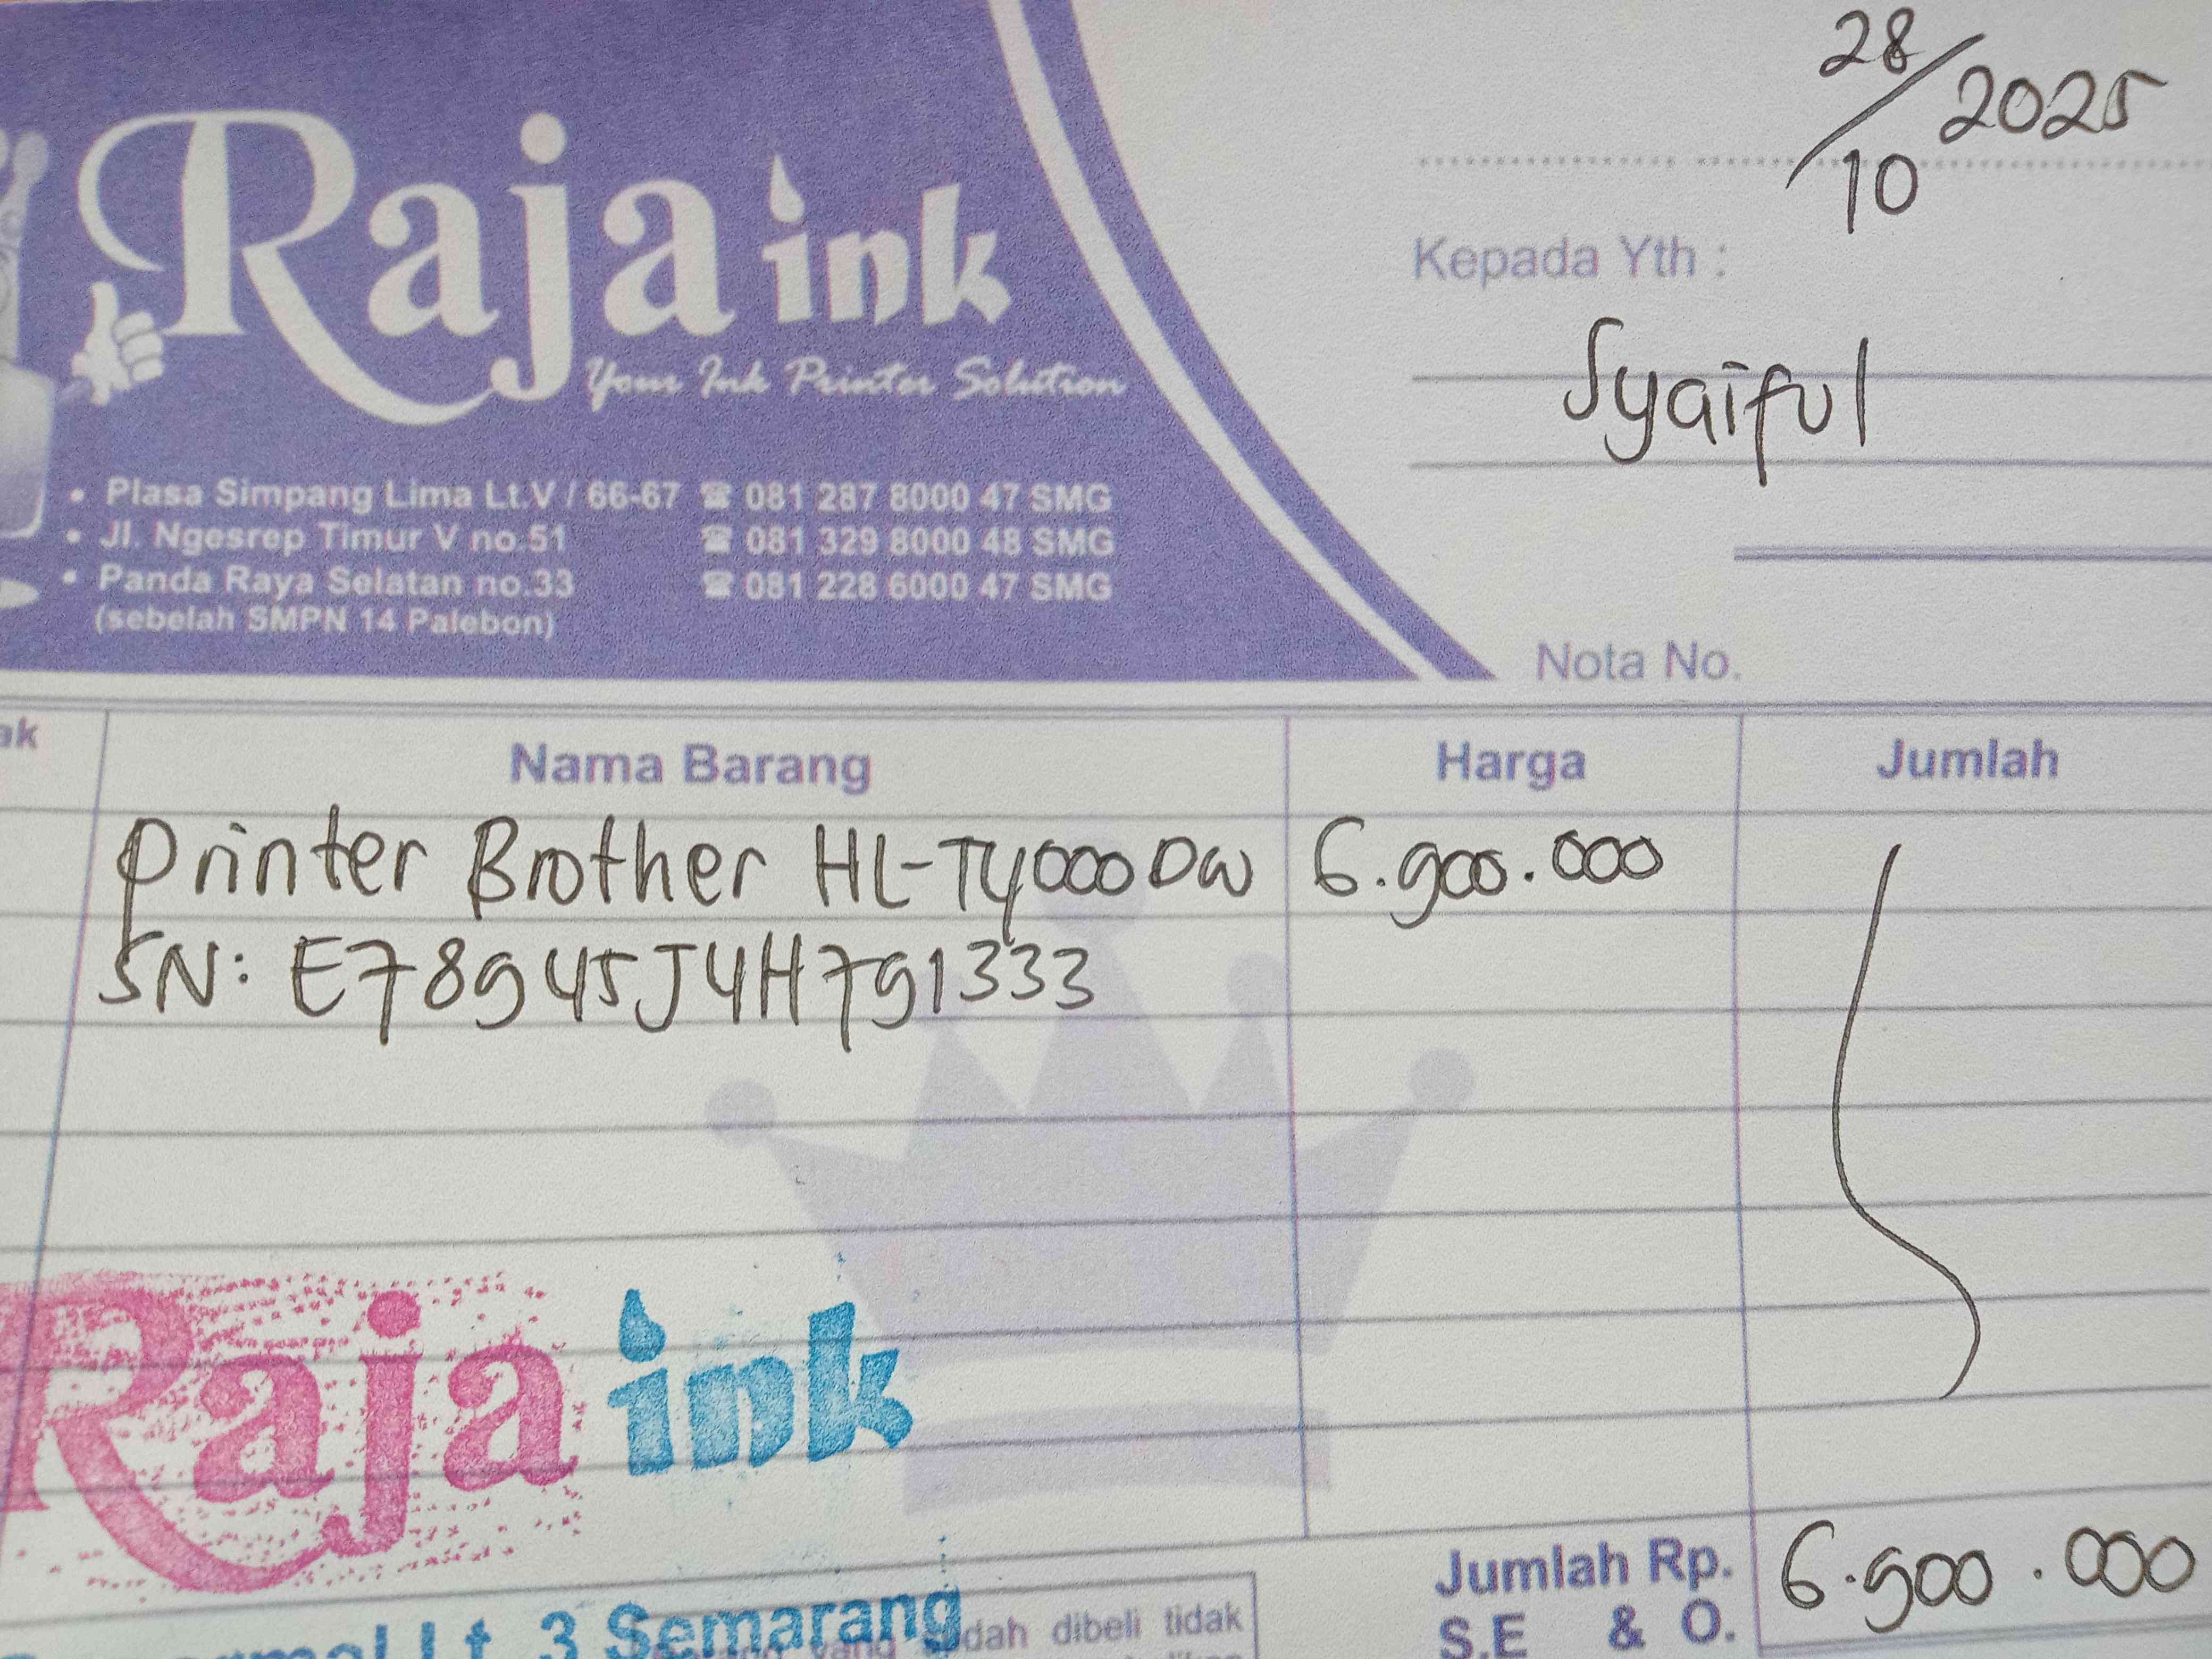 28/10 2025
Raja ink
Your Ink Printer Solution
Kepada Yth :
Syaiful
• Plasa Simpang Lima Lt.V / 66-67 ☎ 081 287 8000 47 SMG
• Jl. Ngesrep Timur V no.51 ☎ 081 329 8000 48 SMG
• Panda Raya Selatan no.33 ☎ 081 228 6000 47 SMG
(sebelah SMPN 14 Palebon)
Nota No.
ak Nama Barang Harga Jumlah
Printer Brother HL-T4000DW 6.900.000
SN: E78945J4H791333
Raja ink
Lt. 3 Semarang
dah dibeli tidak
Jumlah Rp. 6.900.000
S.E & O.